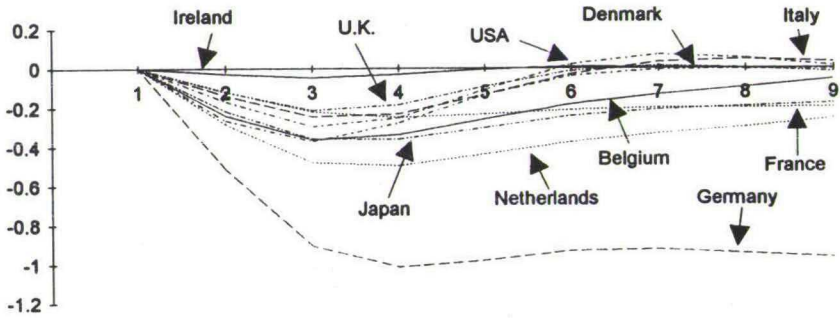 Ireland
U.K.
USA
Denmark
Italy
0.2
0
-0.2
-0.4
-0.6
-0.8
-1
-1.2
1 2 3 4 5 6 7 8 9
Japan
Netherlands
Belgium
France
Germany